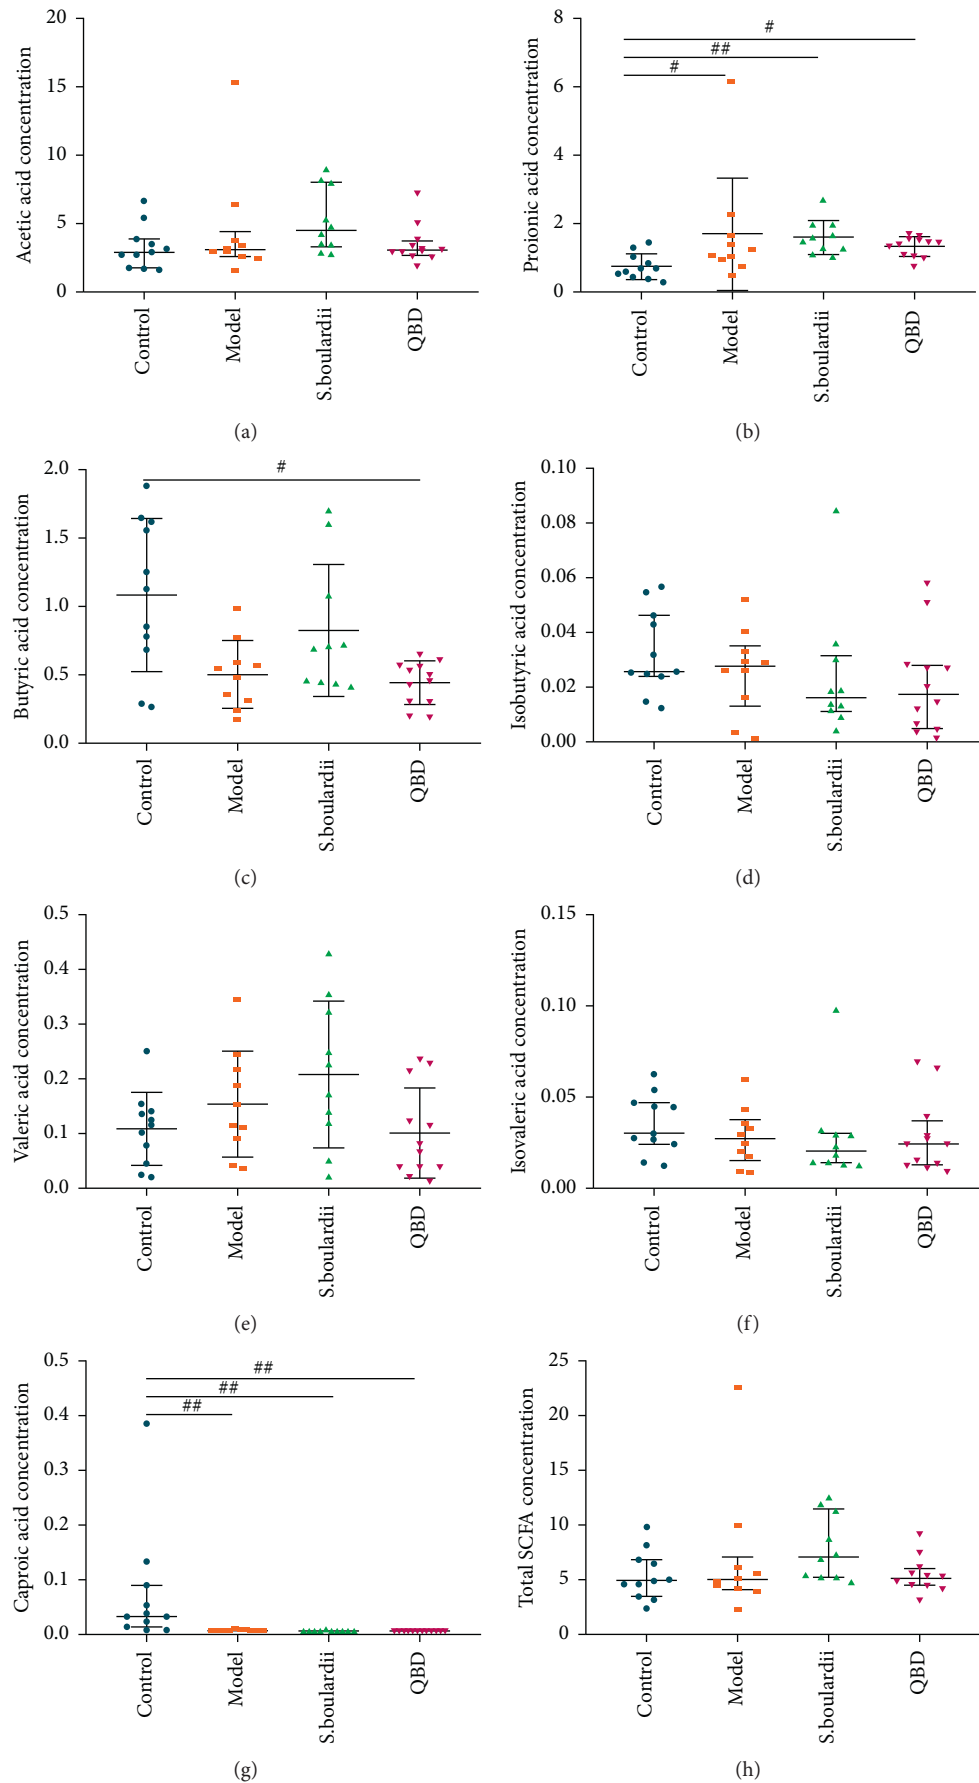 20
15
10
5
0
Acetic acid concentration
Control
Model
S.boulardii
QBD
(a)
8
6
4
2
0
Proionic acid concentration
#
##
#
Control
Model
S.boulardii
QBD
(b)
2.0
1.5
1.0
0.5
0.0
Butyric acid concentration
#
Control
Model
S.boulardii
QBD
(c)
0.10
0.08
0.06
0.04
0.02
0.00
Isobutyric acid concentration
Control
Model
S.boulardii
QBD
(d)
0.5
0.4
0.3
0.2
0.1
0.0
Valeric acid concentration
Control
Model
S.boulardii
QBD
(e)
0.15
0.10
0.05
0.00
Isovaleric acid concentration
Control
Model
S.boulardii
QBD
(f)
0.5
0.4
0.3
0.2
0.1
0.0
Caproic acid concentration
##
##
##
Control
Model
S.boulardii
QBD
(g)
25
20
15
10
5
0
Total SCFA concentration
Control
Model
S.boulardii
QBD
(h)